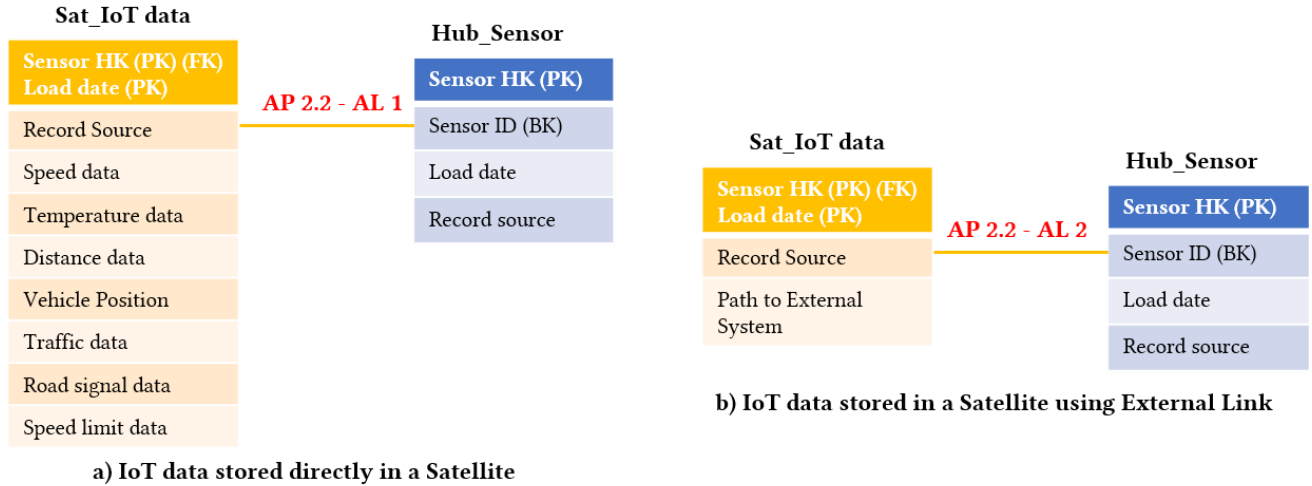 Sat_IoT data
Sensor HK (PK) (FK)
Load date (PK)
Record Source
Speed data
Temperature data
Distance data
Vehicle Position
Traffic data
Road signal data
Speed limit data
AP 2.2 - AL 1
Hub_Sensor
Sensor HK (PK)
Sensor ID (BK)
Load date
Record source
a) IoT data stored directly in a Satellite
Sat_IoT data
Sensor HK (PK) (FK)
Load date (PK)
Record Source
Path to External
System
AP 2.2 - AL 2
Hub_Sensor
Sensor HK (PK)
Sensor ID (BK)
Load date
Record source
b) IoT data stored in a Satellite using External Link